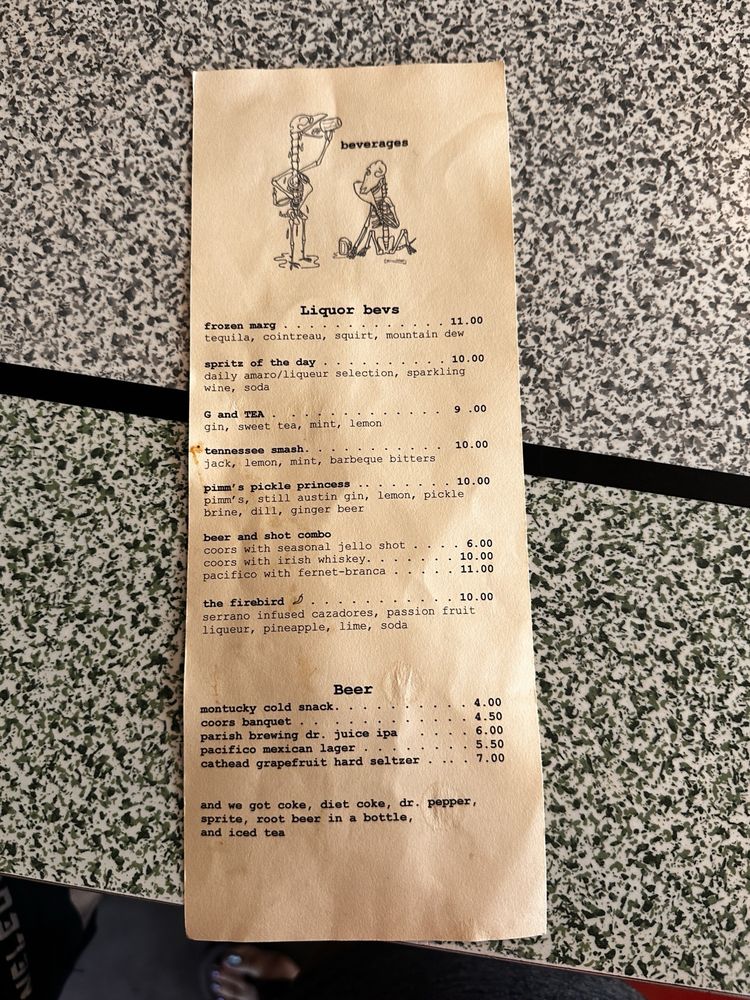 beverages
Liquor bevs
frozen marg . . . . . . . . . . . . . 11.00
tequila, cointreau, squirt, mountain dew
spritz of the day . . . . . . . . . . 10.00
daily amaro/liqueur selection, sparkling
wine, soda
G and TEA . . . . . . . . . . . . . 9 .00
gin, sweet tea, mint, lemon
tennessee smash. . . . . . . . . . . 10.00
jack, lemon, mint, barbeque bitters
pimm's pickle princess .. . . . . . . 10.00
pimm's, still austin gin, lemon, pickle
brine, dill, ginger beer
beer and shot combo
coors with seasonal jello shot . . . . 6.00
coors with irish whiskey. . . . . . . 10.00
pacifico with fernet-branca . . . . . 11.00
the firebird . . . . . . . . . . . . 10.00
serrano infused cazadores, passion fruit
liqueur, pineapple, lime, soda
Beer
montucky cold snack. . . . . . . . . . 4.00
coors banquet . . . . . . . . . . . . 4.50
parish brewing dr. juice ipa . . . . . 6.00
pacifico mexican lager . . . . . . . . 5.50
cathead grapefruit hard seltzer . . . . 7.00
and we got coke, diet coke, dr. pepper,
sprite, root beer in a bottle,
and iced tea